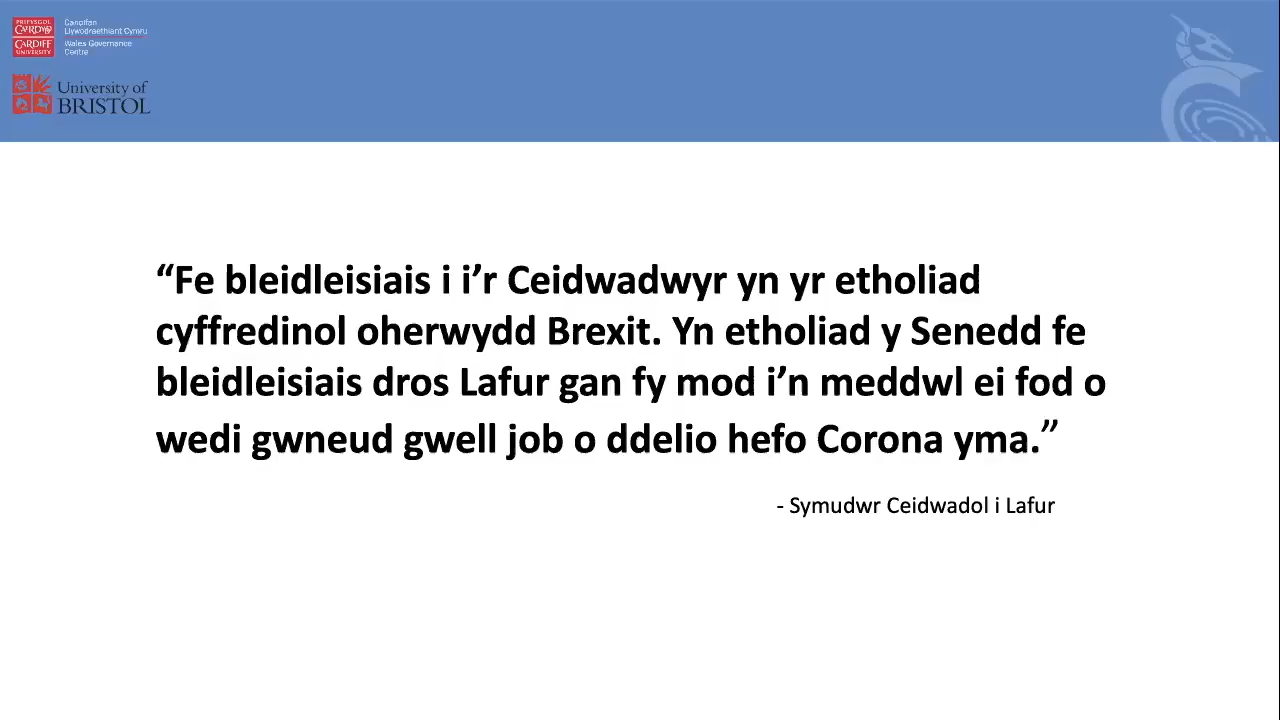 PRIFYSGOL
CAERDYDD
CARDIFF
UNIVERSITY
Canolfan
Llywodraethiant Cymru
Wales Governance
Centre
University of
BRISTOL
“Fe bleidleisiais i i’r Ceidwadwyr yn yr etholiad
cyffredinol oherwydd Brexit. Yn etholiad y Senedd fe
bleidleisiais dros Lafur gan fy mod i’n meddwl ei fod o
wedi gwneud gwell job o ddelio hefo Corona yma.”
- Symudwr Ceidwadol i Lafur